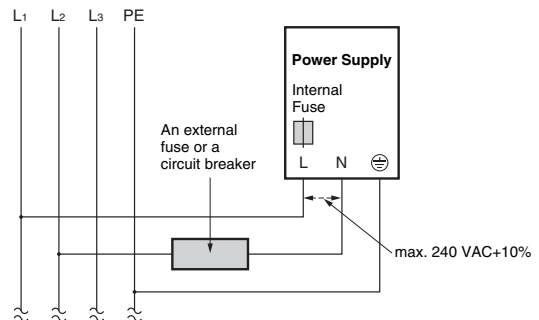 L1 L2 L3 PE
Power Supply
Internal
Fuse
An external
fuse or a
circuit breaker
L N
max. 240 VAC+10%